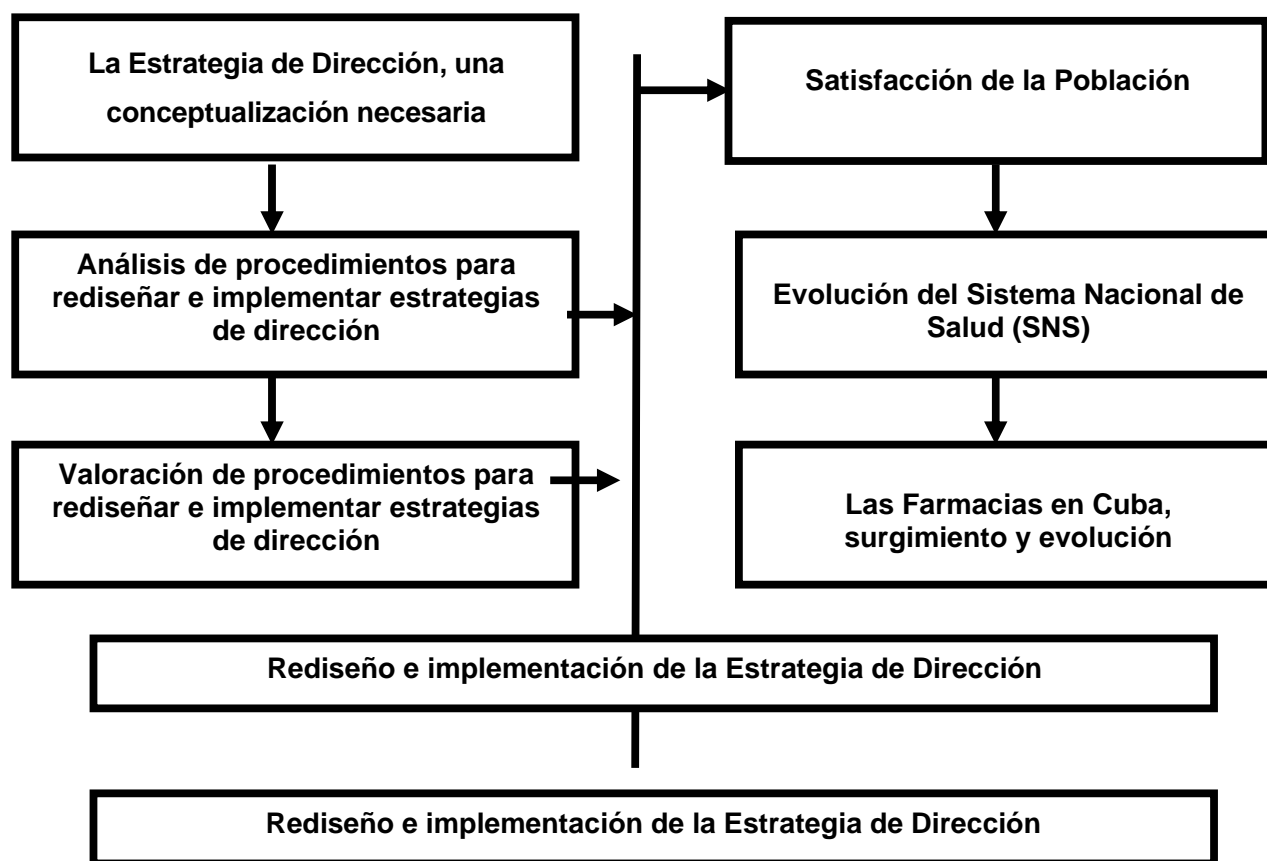 La Estrategia de Dirección, una
conceptualización necesaria
Análisis de procedimientos para
rediseñar e implementar estrategias
de dirección
Valoración de procedimientos para
rediseñar e implementar estrategias
de dirección
Satisfacción de la Población
Evolución del Sistema Nacional de
Salud (SNS)
Las Farmacias en Cuba,
surgimiento y evolución
Rediseño e implementación de la Estrategia de Dirección
Rediseño e implementación de la Estrategia de Dirección